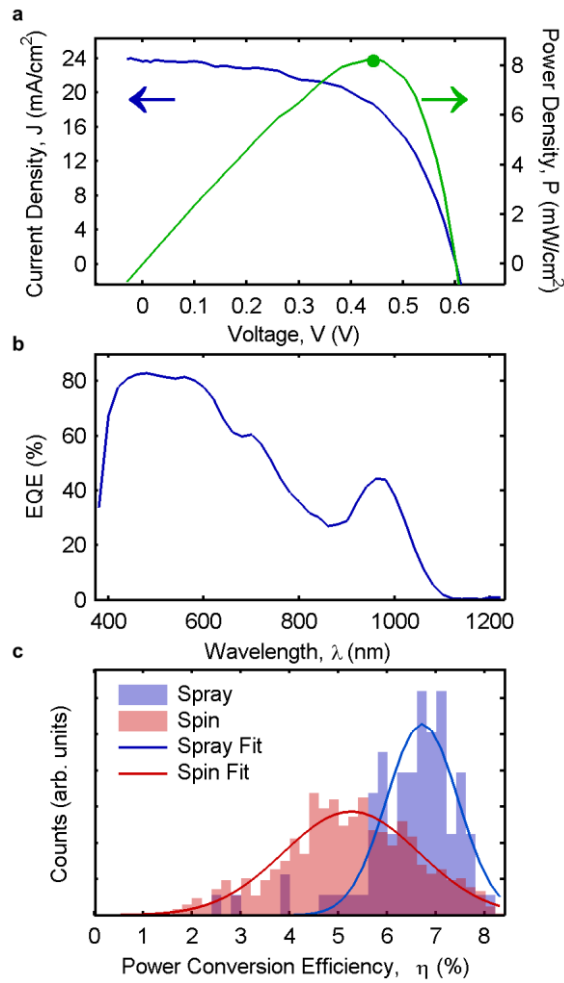 a
Current Density, J (mA/cm²)
24
20
16
12
8
4
0
Power Density, P (mW/cm²)
8
6
4
2
0
0 0.1 0.2 0.3 0.4 0.5 0.6
Voltage, V (V)
b
EQE (%)
80
60
40
20
0
400 600 800 1000 1200
Wavelength, λ (nm)
c
Counts (arb. units)
Spray
Spin
Spray Fit
Spin Fit
0 1 2 3 4 5 6 7 8
Power Conversion Efficiency, η (%)